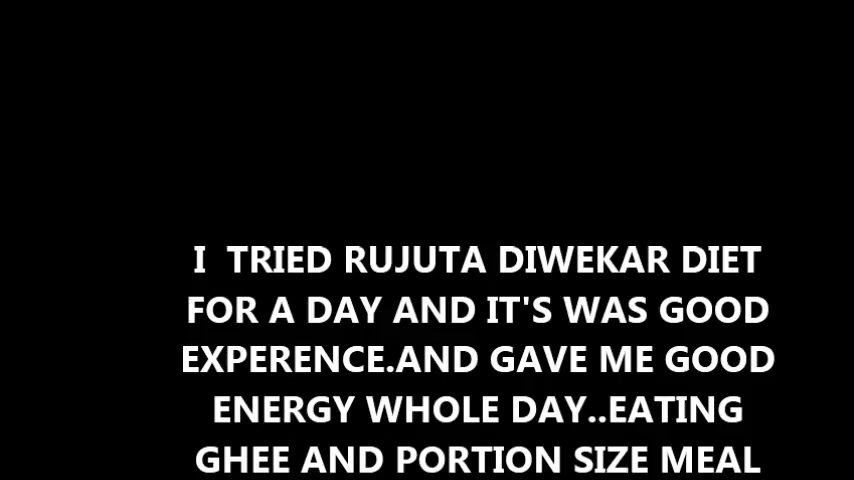 I  TRIED RUJUTA DIWEKAR DIET
FOR A DAY AND IT'S WAS GOOD
EXPERENCE.AND GAVE ME GOOD
ENERGY WHOLE DAY..EATING
GHEE AND PORTION SIZE MEAL